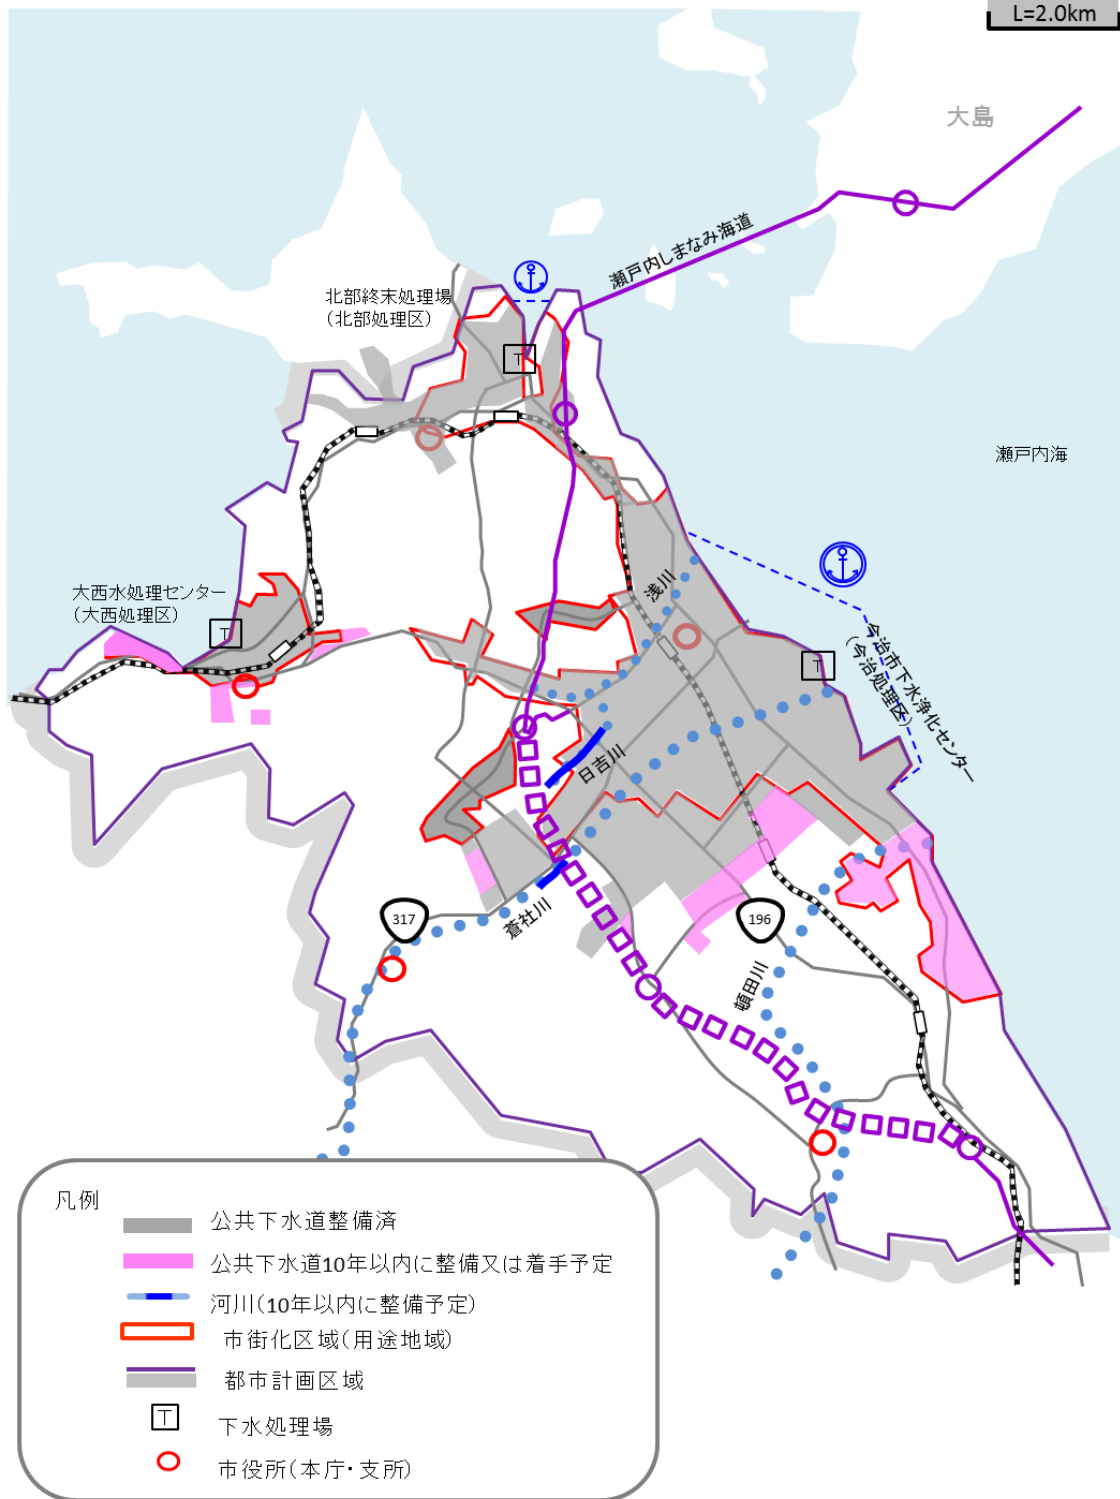 L=2.0km
大島
瀬戸内しまなみ海道
北部終末処理場
(北部処理区)
T
瀬戸内海
大西水処理センター
(大西処理区)
T
浅川
T
今治市下水浄化センター
(今治処理区)
日吉川
蒼社川
317
196
頓田川
凡例
公共下水道整備済
公共下水道10年以内に整備又は着手予定
河川(10年以内に整備予定)
市街化区域(用途地域)
都市計画区域
T
下水処理場
市役所(本庁・支所)